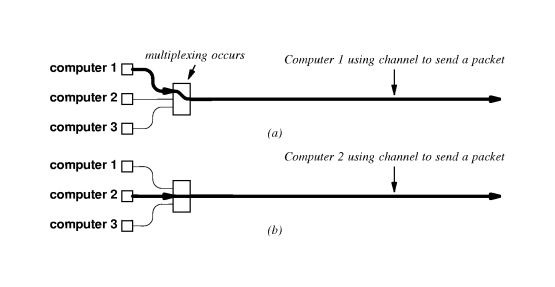 multiplexing occurs
Computer 1 using channel to send a packet
computer 1
computer 2
computer 3
(a)
Computer 2 using channel to send a packet
computer 1
computer 2
computer 3
(b)